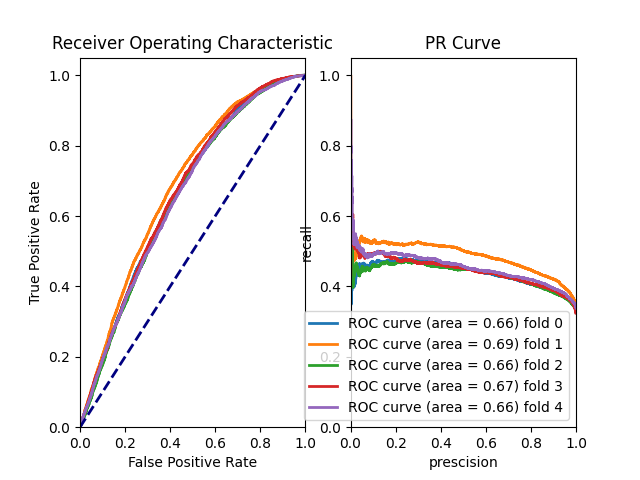 Receiver Operating Characteristic
1.0
0.8
0.6
0.4
0.2
0.0
True Positive Rate
0.0 0.2 0.4 0.6 0.8 1.0
False Positive Rate
PR Curve
1.0
0.8
0.6
0.4
0.2
0.0
recall
0.0 0.2 0.4 0.6 0.8 1.0
prescision
ROC curve (area = 0.66) fold 0
ROC curve (area = 0.69) fold 1
ROC curve (area = 0.66) fold 2
ROC curve (area = 0.67) fold 3
ROC curve (area = 0.66) fold 4